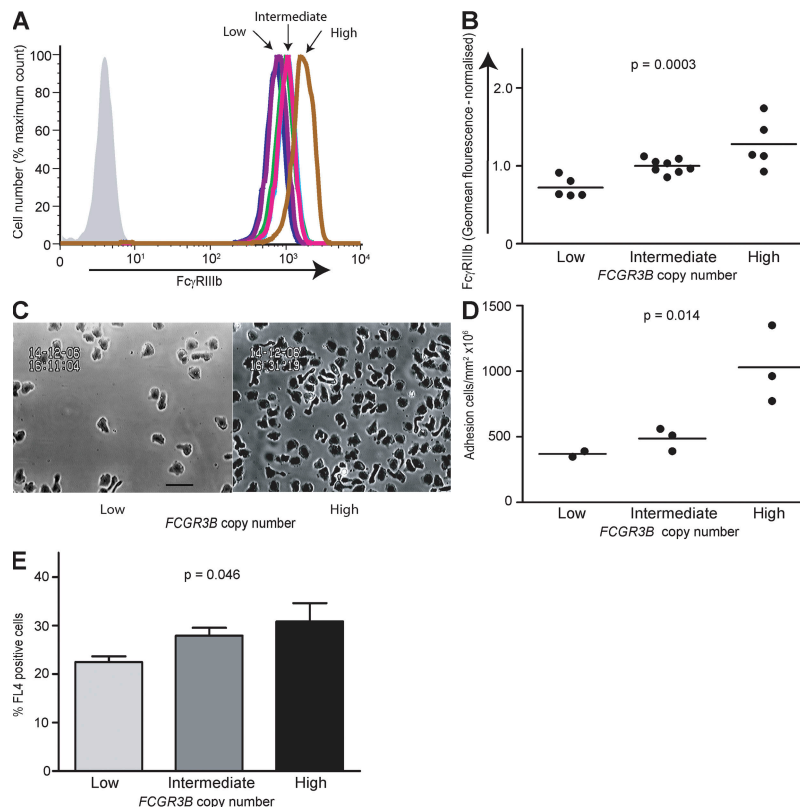 A
Intermediate
Low
High
Cell number (% maximum count)
100
80
60
40
20
0
0
10¹
10²
10³
10⁴
FcγRIIIb
B
FcγRIIIb (Geomean flourescence - normalised)
p = 0.0003
2.0
1.0
0
Low Intermediate High
FCGR3B copy number
C
14-12-06
16:11:04
14-12-06
16:31:19
Low
High
FCGR3B copy number
D
Adhesion cells/mm² x10⁶
p = 0.014
1500
1000
500
0
Low Intermediate High
FCGR3B copy number
E
% FL4 positive cells
p = 0.046
40
30
20
10
0
Low Intermediate High
FCGR3B copy number